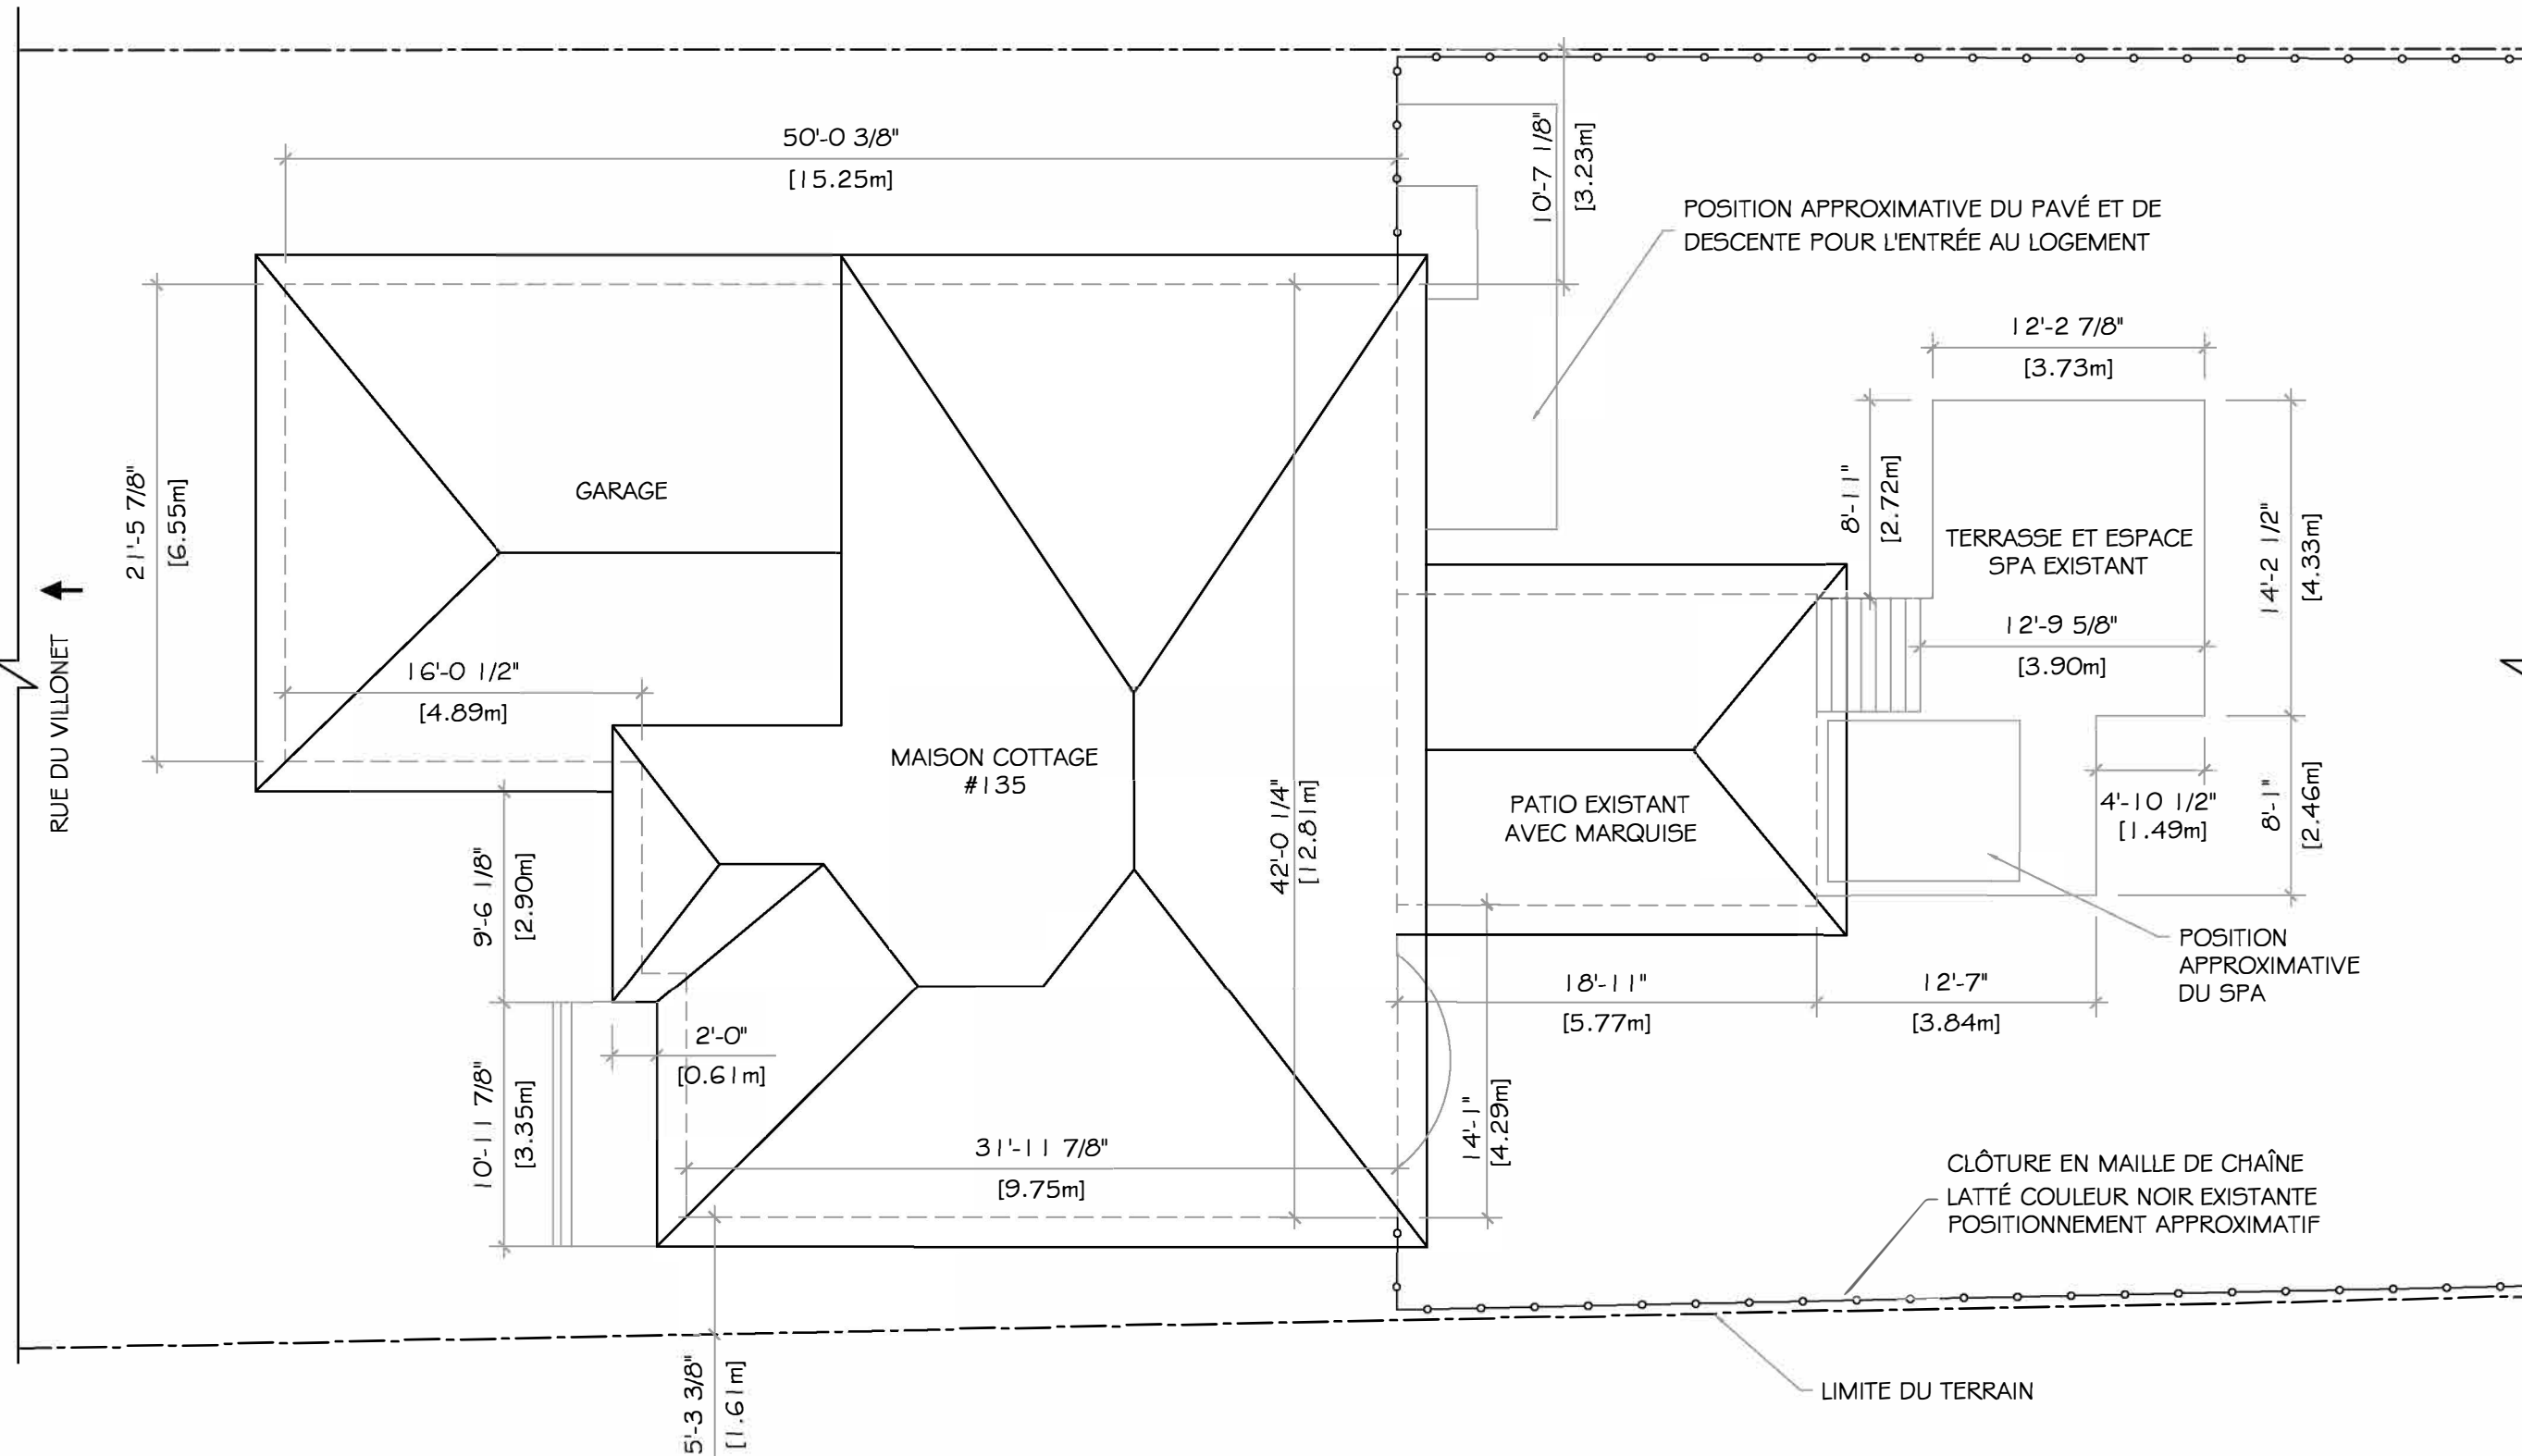 50'-0 3/8"
[15.25m]
10'-7 1/8"
[3.23m]
POSITION APPROXIMATIVE DU PAVÉ ET DE
DESCENTE POUR L'ENTRÉE AU LOGEMENT
12'-2 7/8"
[3.73m]
21'-5 7/8"
[6.55m]
GARAGE
8'-11"
[2.72m]
TERRASSE ET ESPACE
SPA EXISTANT
14'-2 1/2"
[4.33m]
12'-9 5/8"
[3.90m]
RUE DU VILLONET
16'-0 1/2"
[4.89m]
MAISON COTTAGE
#135
42'-0 1/4"
[12.81m]
PATIO EXISTANT
AVEC MARQUISE
4'-10 1/2"
[1.49m]
8'-1"
[2.46m]
9'-6 1/8"
[2.90m]
POSITION
APPROXIMATIVE
DU SPA
18'-11"
[5.77m]
12'-7"
[3.84m]
2'-0"
[0.61m]
10'-11 7/8"
[3.35m]
31'-11 7/8"
[9.75m]
14'-1"
[4.29m]
CLÔTURE EN MAILLE DE CHAÎNE
LATTÉ COULEUR NOIR EXISTANTE
POSITIONNEMENT APPROXIMATIF
5'-3 3/8"
[1.61m]
LIMITE DU TERRAIN